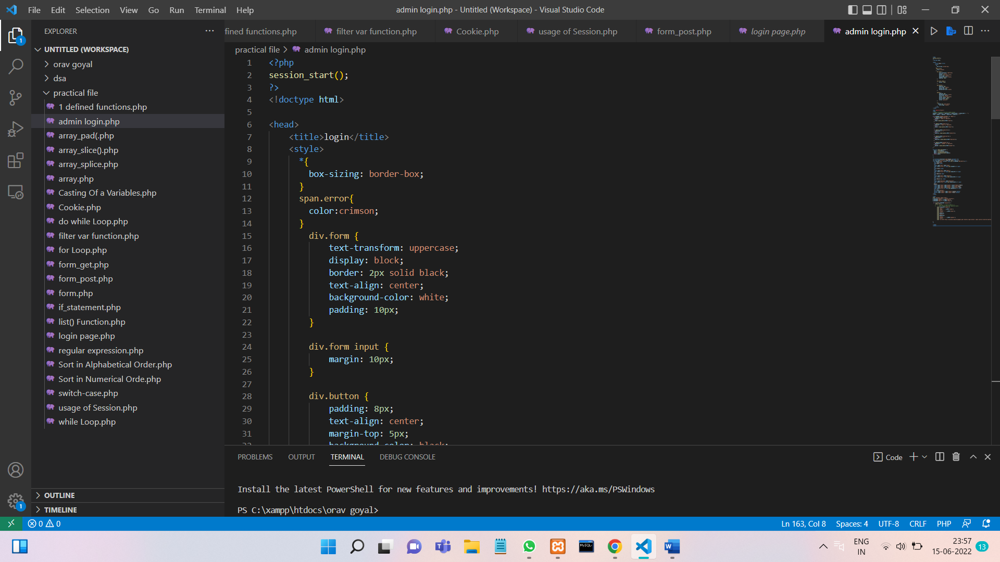 File Edit Selection View Go Run Terminal Help
admin login.php - Untitled (Workspace) - Visual Studio Code
EXPLORER
UNTITLED (WORKSPACE)
orav goyal
dsa
practical file
1 defined functions.php
admin login.php
array_pad(.php
array_slice().php
array_splice.php
array.php
Casting Of a Variables.php
Cookie.php
do while Loop.php
filter var function.php
for Loop.php
form_get.php
form_post.php
form.php
if_statement.php
list() Function.php
login page.php
regular expression.php
Sort in Alphabetical Order.php
Sort in Numerical Orde.php
switch-case.php
usage of Session.php
while Loop.php
OUTLINE
TIMELINE
fined functions.php filter var function.php Cookie.php usage of Session.php form_post.php login page.php admin login.php
practical file > admin login.php
1 <?php
2 session_start();
3 ?>
4 <!doctype html>
5
6 <head>
7 <title>login</title>
8 <style>
9 *{
10 box-sizing: border-box;
11 }
12 span.error{
13 color:crimson;
14 }
15 div.form {
16 text-transform: uppercase;
17 display: block;
18 border: 2px solid black;
19 text-align: center;
20 background-color: white;
21 padding: 10px;
22 }
23
24 div.form input {
25 margin: 10px;
26 }
27
28 div.button {
29 padding: 8px;
30 text-align: center;
31 margin-top: 5px;
32 background-color: black;
PROBLEMS OUTPUT TERMINAL DEBUG CONSOLE
Code
Install the latest PowerShell for new features and improvements! https://aka.ms/PSWindows
PS C:\xampp\htdocs\orav goyal>
0 0
Ln 163, Col 8 Spaces: 4 UTF-8 CRLF PHP
ENG
IN
23:57
15-06-2022
13